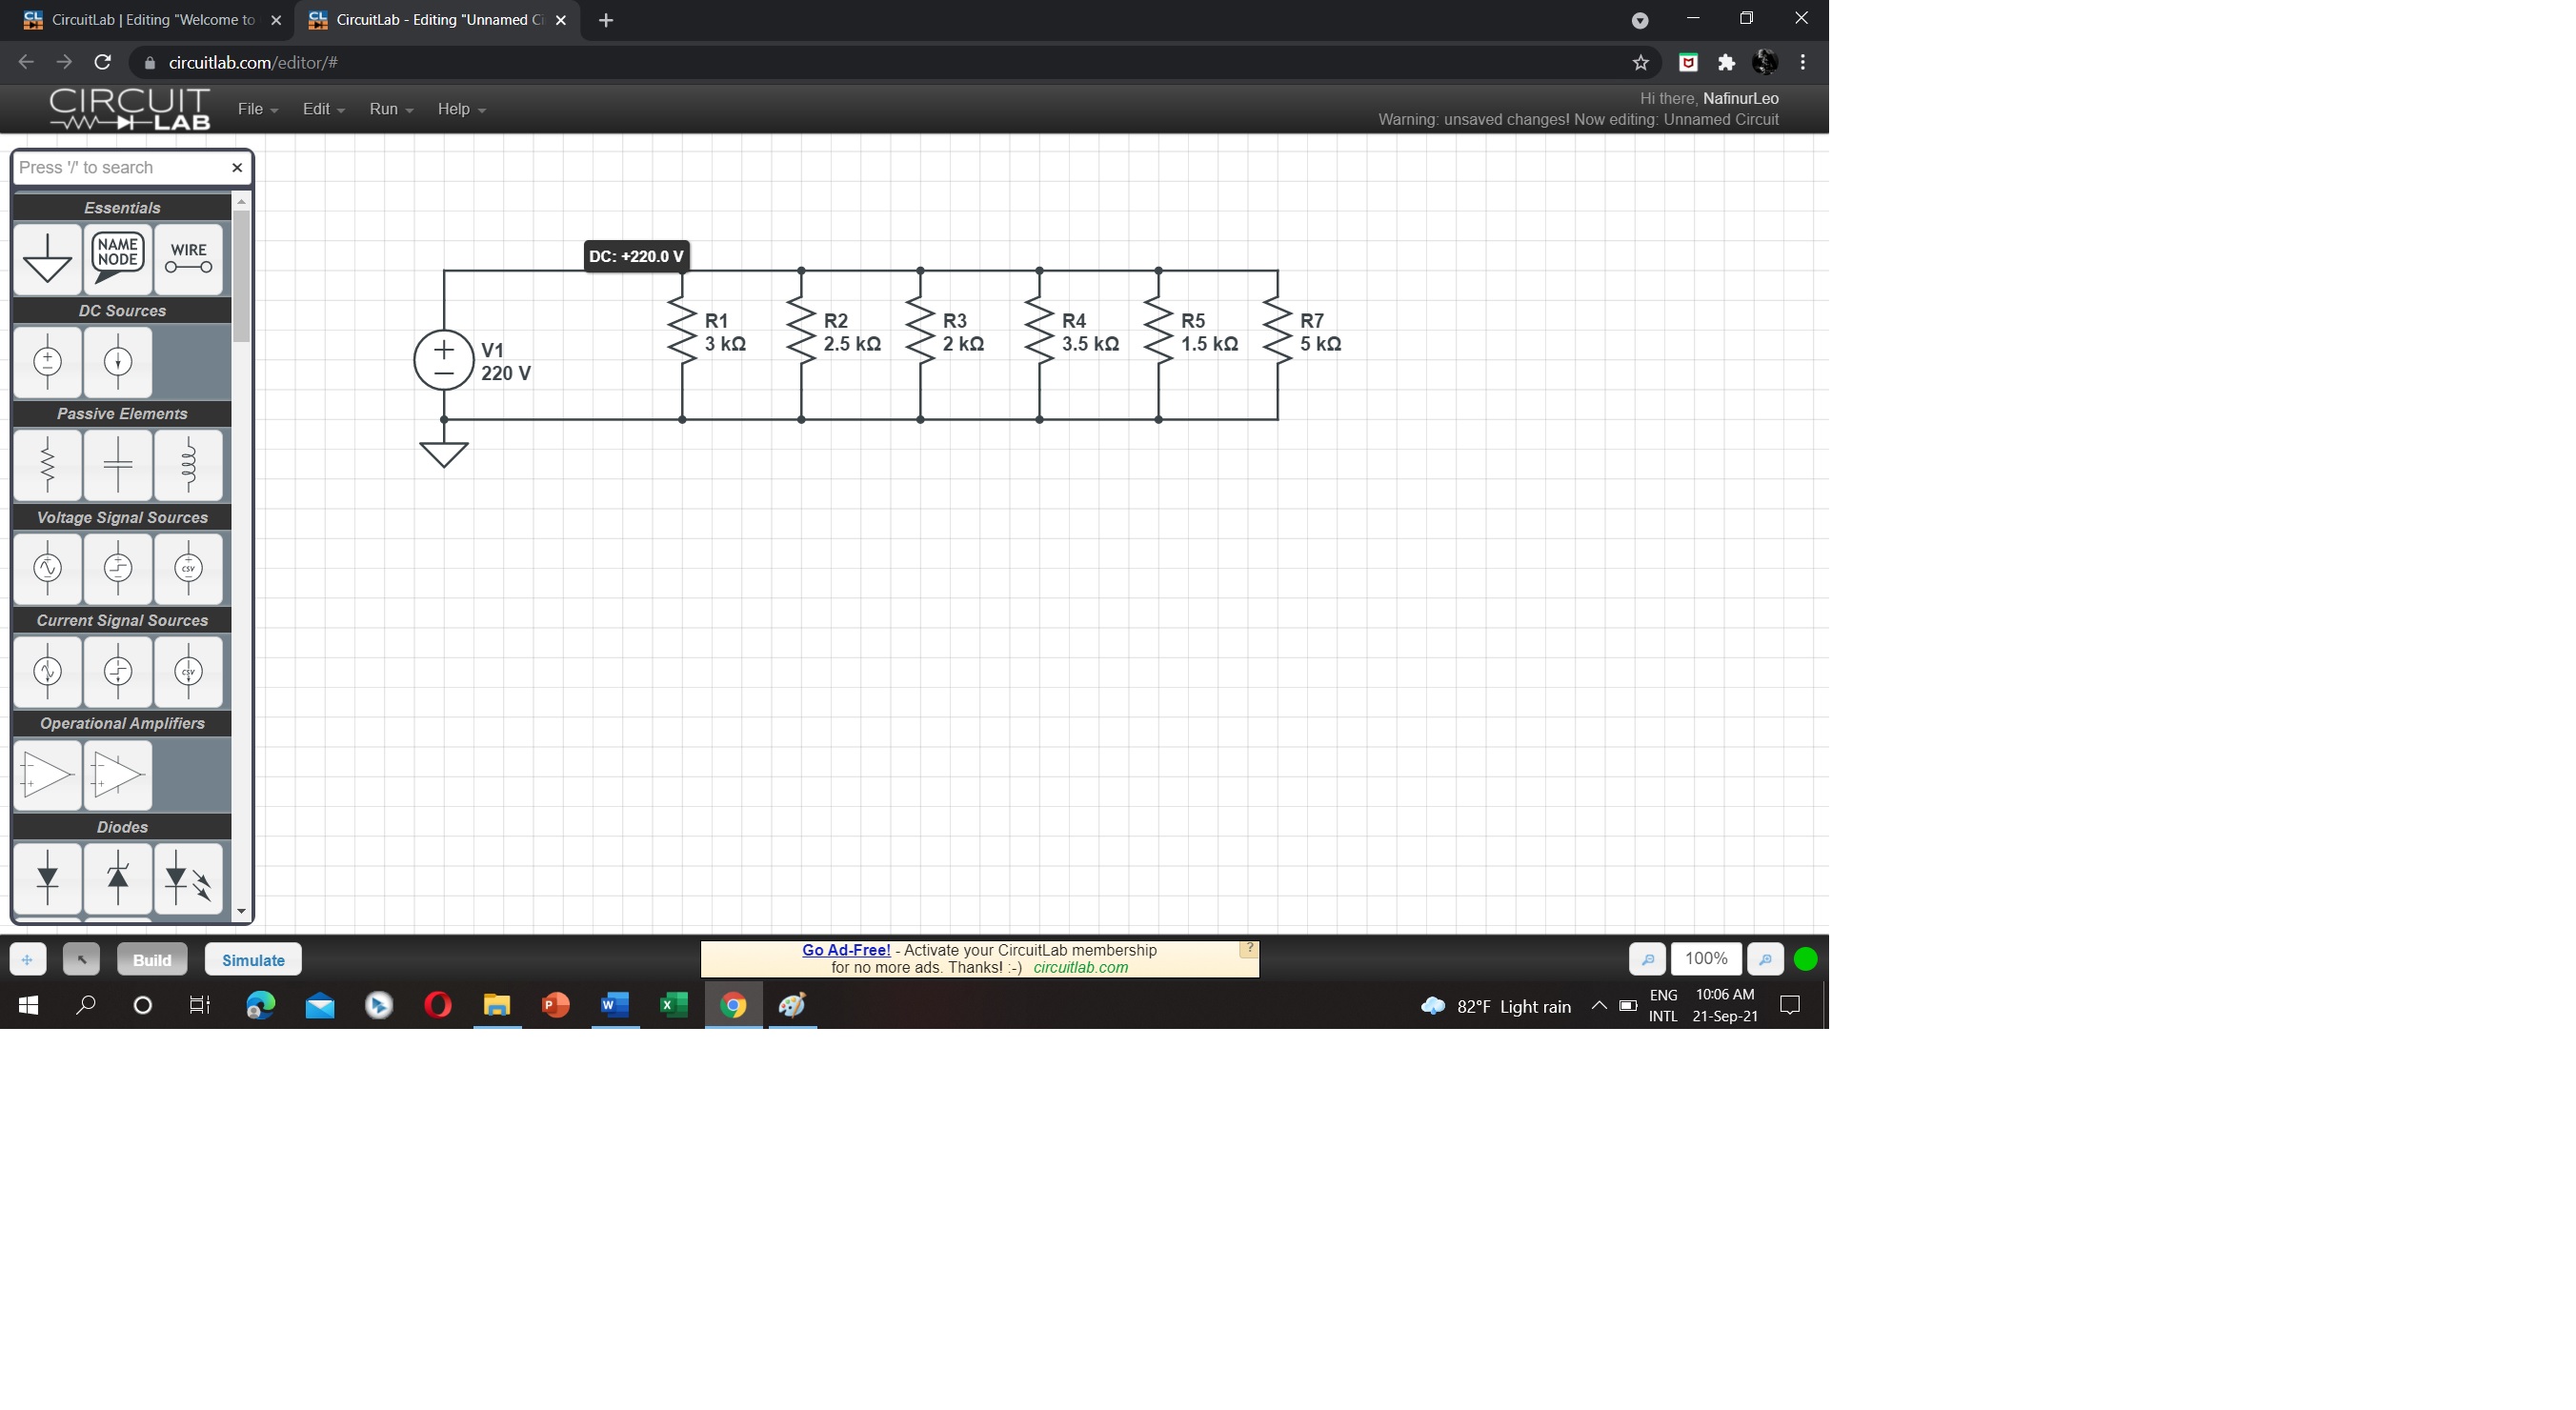 CircuitLab | Editing "Welcome to
CircuitLab - Editing "Unnamed Ci
circuitlab.com/editor/#
CIRCUIT
LAB
File
Edit
Run
Help
Hi there, NafinurLeo
Warning: unsaved changes! Now editing: Unnamed Circuit
Press '/' to search
Essentials
NAME
NODE
WIRE
DC Sources
Passive Elements
Voltage Signal Sources
csv
Current Signal Sources
csv
Operational Amplifiers
Diodes
DC: +220.0 V
V1
220 V
R1
3 kΩ
R2
2.5 kΩ
R3
2 kΩ
R4
3.5 kΩ
R5
1.5 kΩ
R7
5 kΩ
Build
Simulate
Go Ad-Free! - Activate your CircuitLab membership
for no more ads. Thanks! :-) circuitlab.com
?
100%
82°F Light rain
ENG
INTL
10:06 AM
21-Sep-21